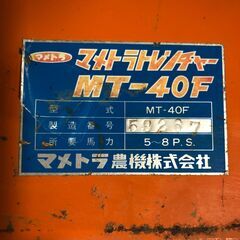 マメトラ
マメトラトレンチャー
MT-40F
型 式 MT-40F
製造番号 59267
所要馬力 5~8P.S.
マメトラ農機株式会社